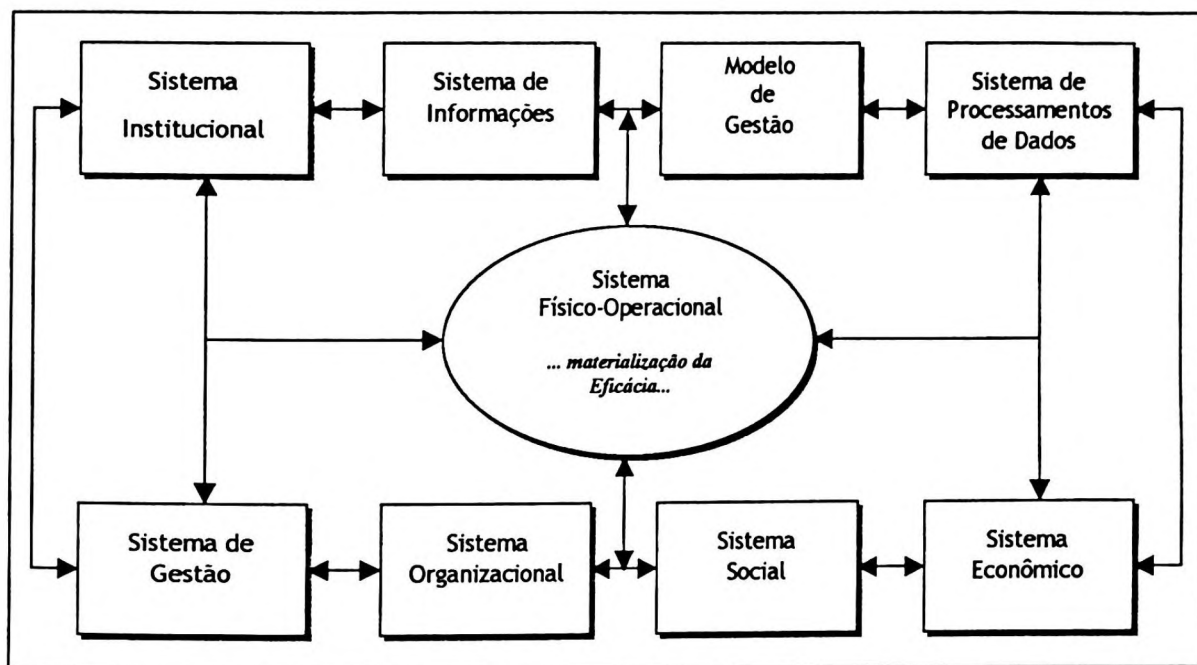 Sistema
Institucional
Sistema de
Informações
Modelo
de
Gestão
Sistema de
Processamentos
de Dados
Sistema
Físico-Operacional
... materialização da
Eficácia...
Sistema de
Gestão
Sistema
Organizacional
Sistema
Social
Sistema
Econômico